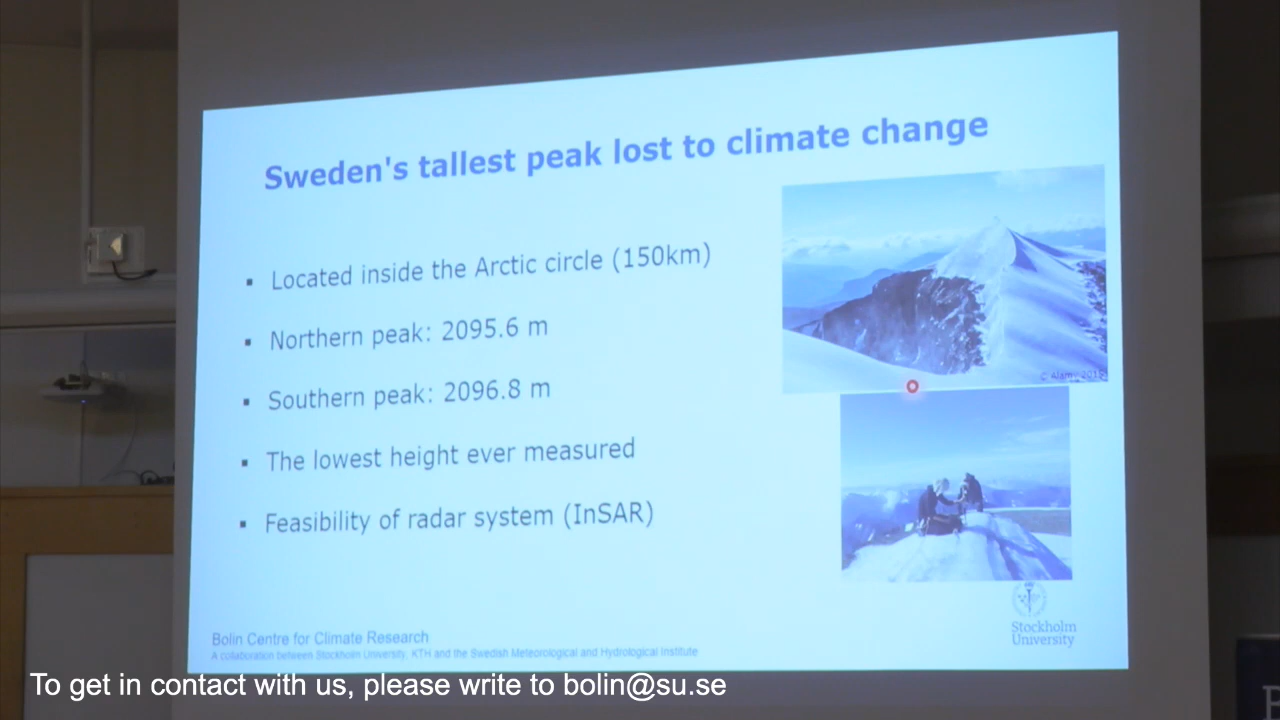 Sweden's tallest peak lost to climate change
▪ Located inside the Arctic circle (150km)
▪ Northern peak: 2095.6 m
▪ Southern peak: 2096.8 m
▪ The lowest height ever measured
▪ Feasibility of radar system (InSAR)
© Alamy 2015
Stockholm
University
Bolin Centre for Climate Research
A collaboration between Stockholm University, KTH and the Swedish Meteorological and Hydrological Institute
To get in contact with us, please write to bolin@su.se